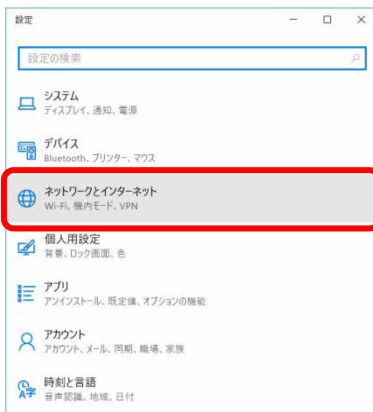 設定
設定の検索
システム
ディスプレイ、通知、電源
デバイス
Bluetooth、プリンター、マウス
ネットワークとインターネット
Wi-Fi、機内モード、VPN
個人用設定
背景、ロック画面、色
アプリ
アンインストール、既定値、オプションの機能
アカウント
アカウント、メール、同期、職場、家族
時刻と言語
音声認識、地域、日付